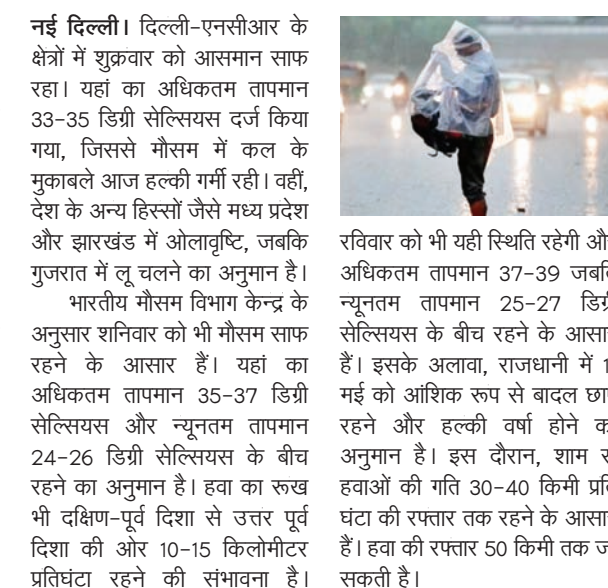 नई दिल्ली। दिल्ली-एनसीआर के
क्षेत्रों में शुक्रवार को आसमान साफ
रहा। यहां का अधिकतम तापमान
33-35 डिग्री सेल्सियस दर्ज किया
गया, जिससे मौसम में कल के
मुकाबले आज हल्की गर्मी रही। वहीं,
देश के अन्य हिस्सों जैसे मध्य प्रदेश
और झारखंड में ओलावृष्टि, जबकि
गुजरात में लू चलने का अनुमान है।
भारतीय मौसम विभाग केन्द्र के
अनुसार शनिवार को भी मौसम साफ
रहने के आसार हैं। यहां का
अधिकतम तापमान 35-37 डिग्री
सेल्सियस और न्यूनतम तापमान
24-26 डिग्री सेल्सियस के बीच
रहने का अनुमान है। हवा का रूख
भी दक्षिण-पूर्व दिशा से उत्तर पूर्व
दिशा की ओर 10-15 किलोमीटर
प्रतिघंटा रहने की संभावना है।
रविवार को भी यही स्थिति रहेगी
अधिकतम तापमान 37-39
न्यूनतम तापमान 25-27
सेल्सियस के बीच रहने के
हैं। इसके अलावा, राजधानी में
मई को आंशिक रूप से बादल
रहने और हल्की वर्षा होने
अनुमान है। इस दौरान, शाम
हवाओं की गति 30-40 किमी
घंटा की रफ्तार तक रहने के
हैं। हवा की रफ्तार 50 किमी तक
सकती है।